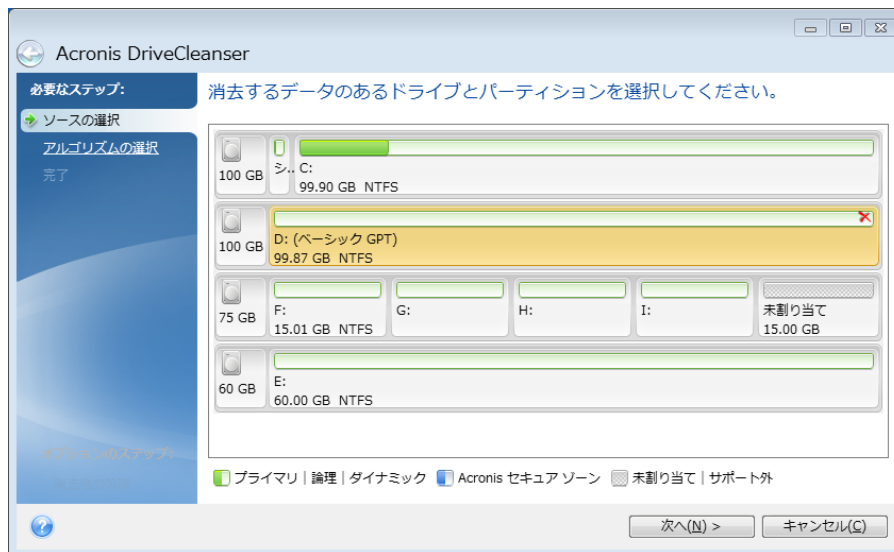 Acronis DriveCleanser
必要なステップ:
ソースの選択
アルゴリズムの選択
完了
消去するデータのあるドライブとパーティションを選択してください。
100 GB
シ...
C:
99.90 GB NTFS
100 GB
D: (ベーシック GPT)
99.87 GB NTFS
75 GB
F:
15.01 GB NTFS
G:
H:
I:
未割り当て
15.00 GB
60 GB
E:
60.00 GB NTFS
プライマリ | 論理 | ダイナミック Acronis セキュア ゾーン 未割り当て | サポート外
次へ(N) > キャンセル(C)